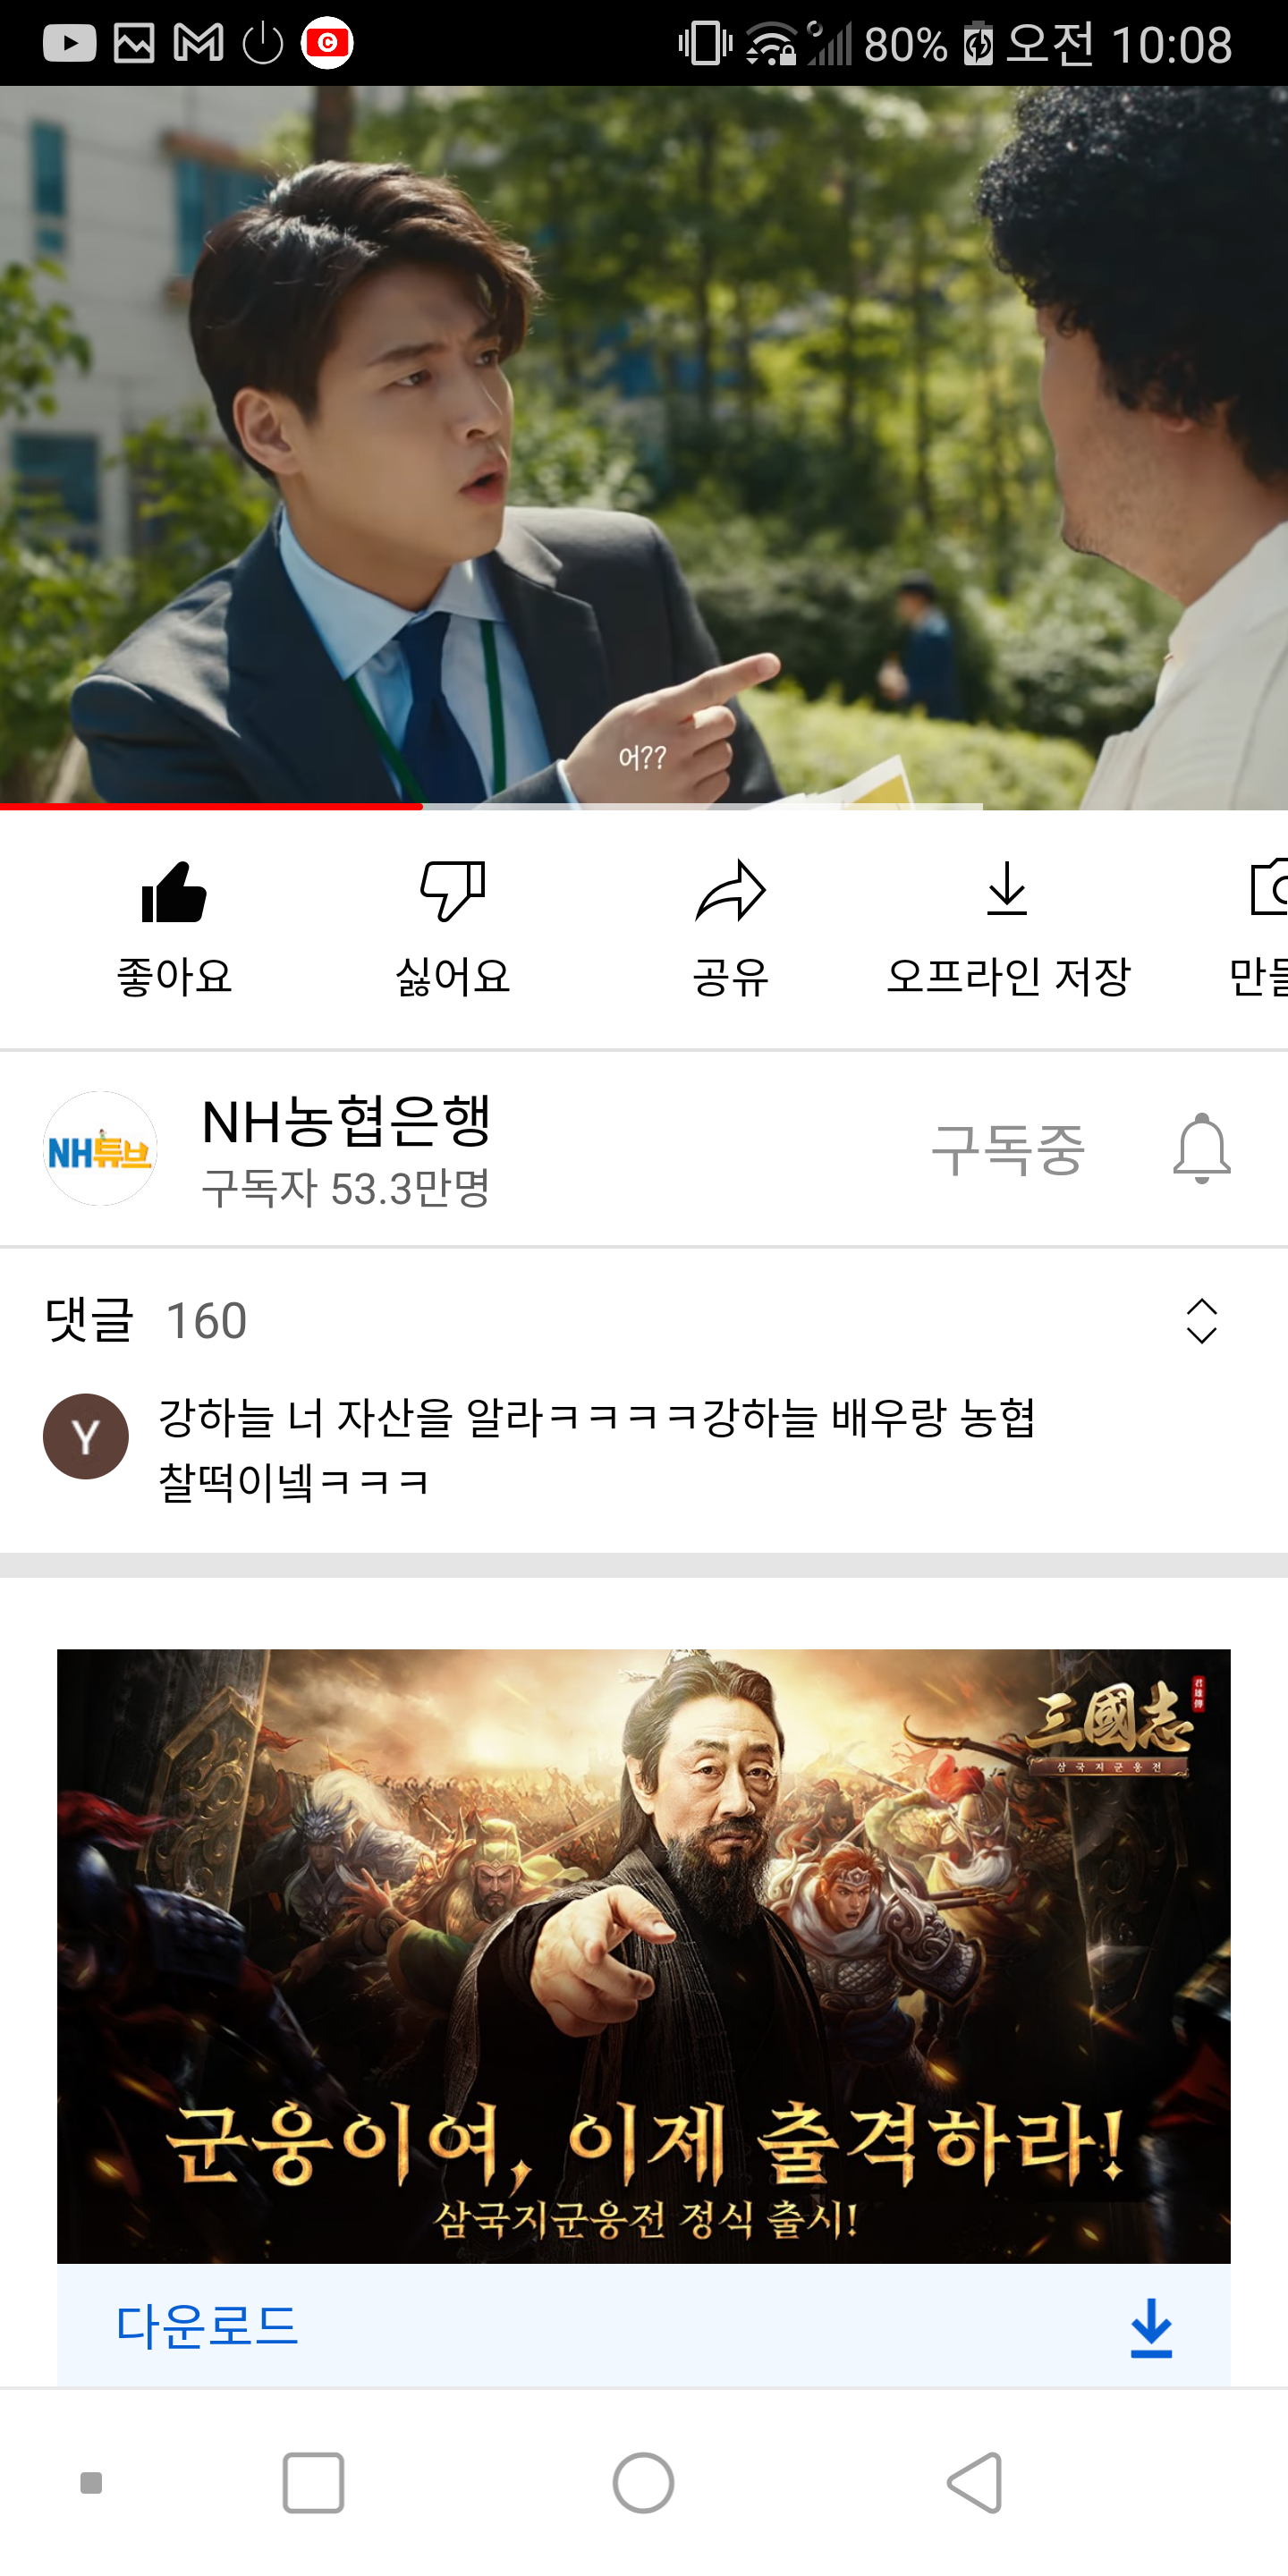 80% 오전 10:08
어??
좋아요 싫어요 공유 오프라인 저장
NH튜브
NH농협은행
구독자 53.3만명
구독중
댓글 160
Y
강하늘 너 자산을 알라ㅋㅋㅋㅋ강하늘 배우랑 농협
찰떡이넼ㅋㅋㅋ
三國志
君雄傳
삼국지군웅전
군웅이여, 이제 출격하라!
삼국지군웅전 정식 출시!
다운로드